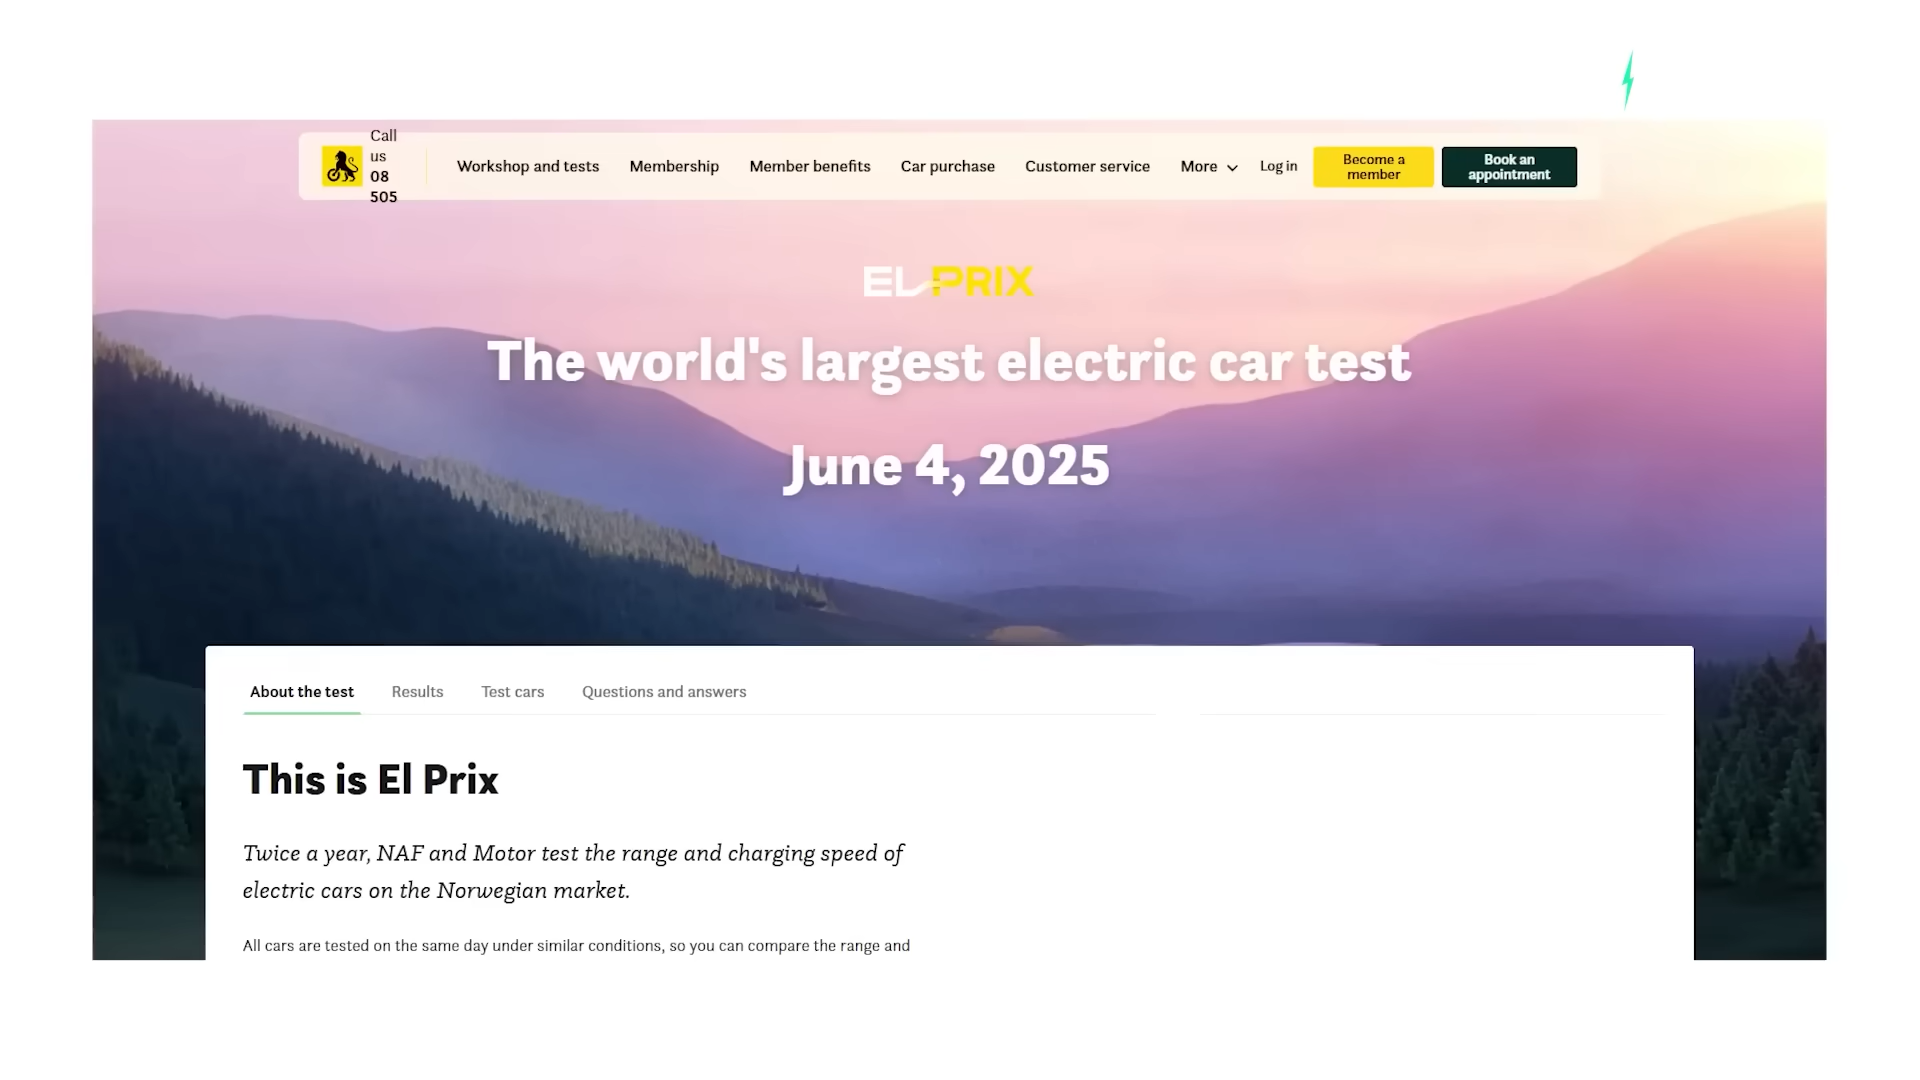 Call
us
08
505
Workshop and tests
Membership
Member benefits
Car purchase
Customer service
More
Log in
Become a
member
Book an
appointment
EL PRIX
The world's largest electric car test
June 4, 2025
About the test
Results
Test cars
Questions and answers
This is El Prix
Twice a year, NAF and Motor test the range and charging speed of
electric cars on the Norwegian market.
All cars are tested on the same day under similar conditions, so you can compare the range and